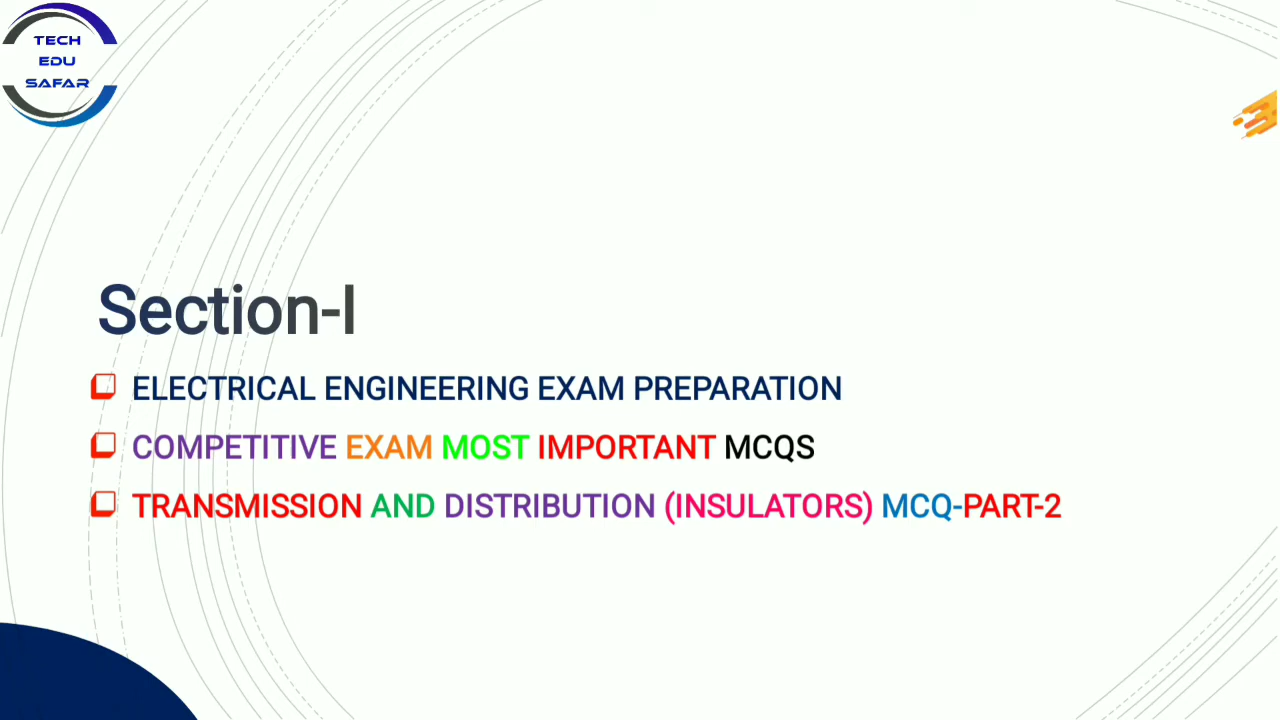 TECH
EDU
SAFAR
Section-I
ELECTRICAL ENGINEERING EXAM PREPARATION
COMPETITIVE EXAM MOST IMPORTANT MCQS
TRANSMISSION AND DISTRIBUTION (INSULATORS) MCQ-PART-2